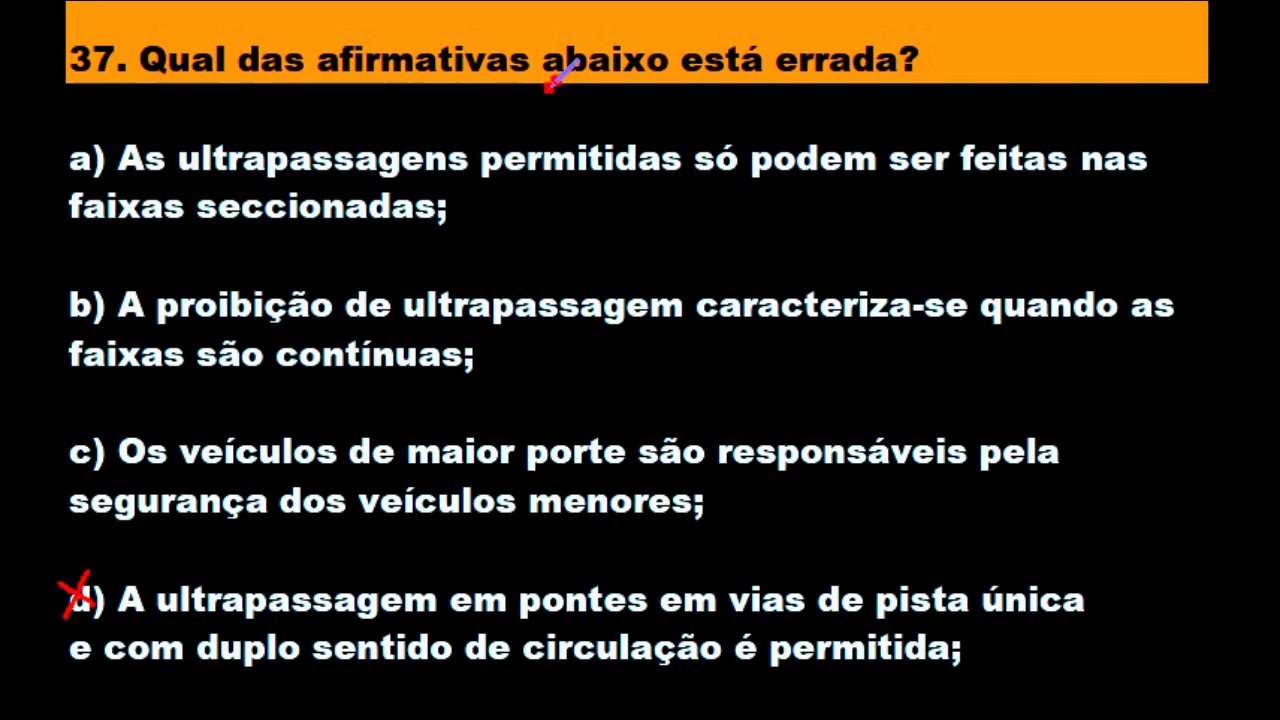 37. Qual das afirmativas abaixo está errada?
a) As ultrapassagens permitidas só podem ser feitas nas
faixas seccionadas;
b) A proibição de ultrapassagem caracteriza-se quando as
faixas são contínuas;
c) Os veículos de maior porte são responsáveis pela
segurança dos veículos menores;
d) A ultrapassagem em pontes em vias de pista única
e com duplo sentido de circulação é permitida;